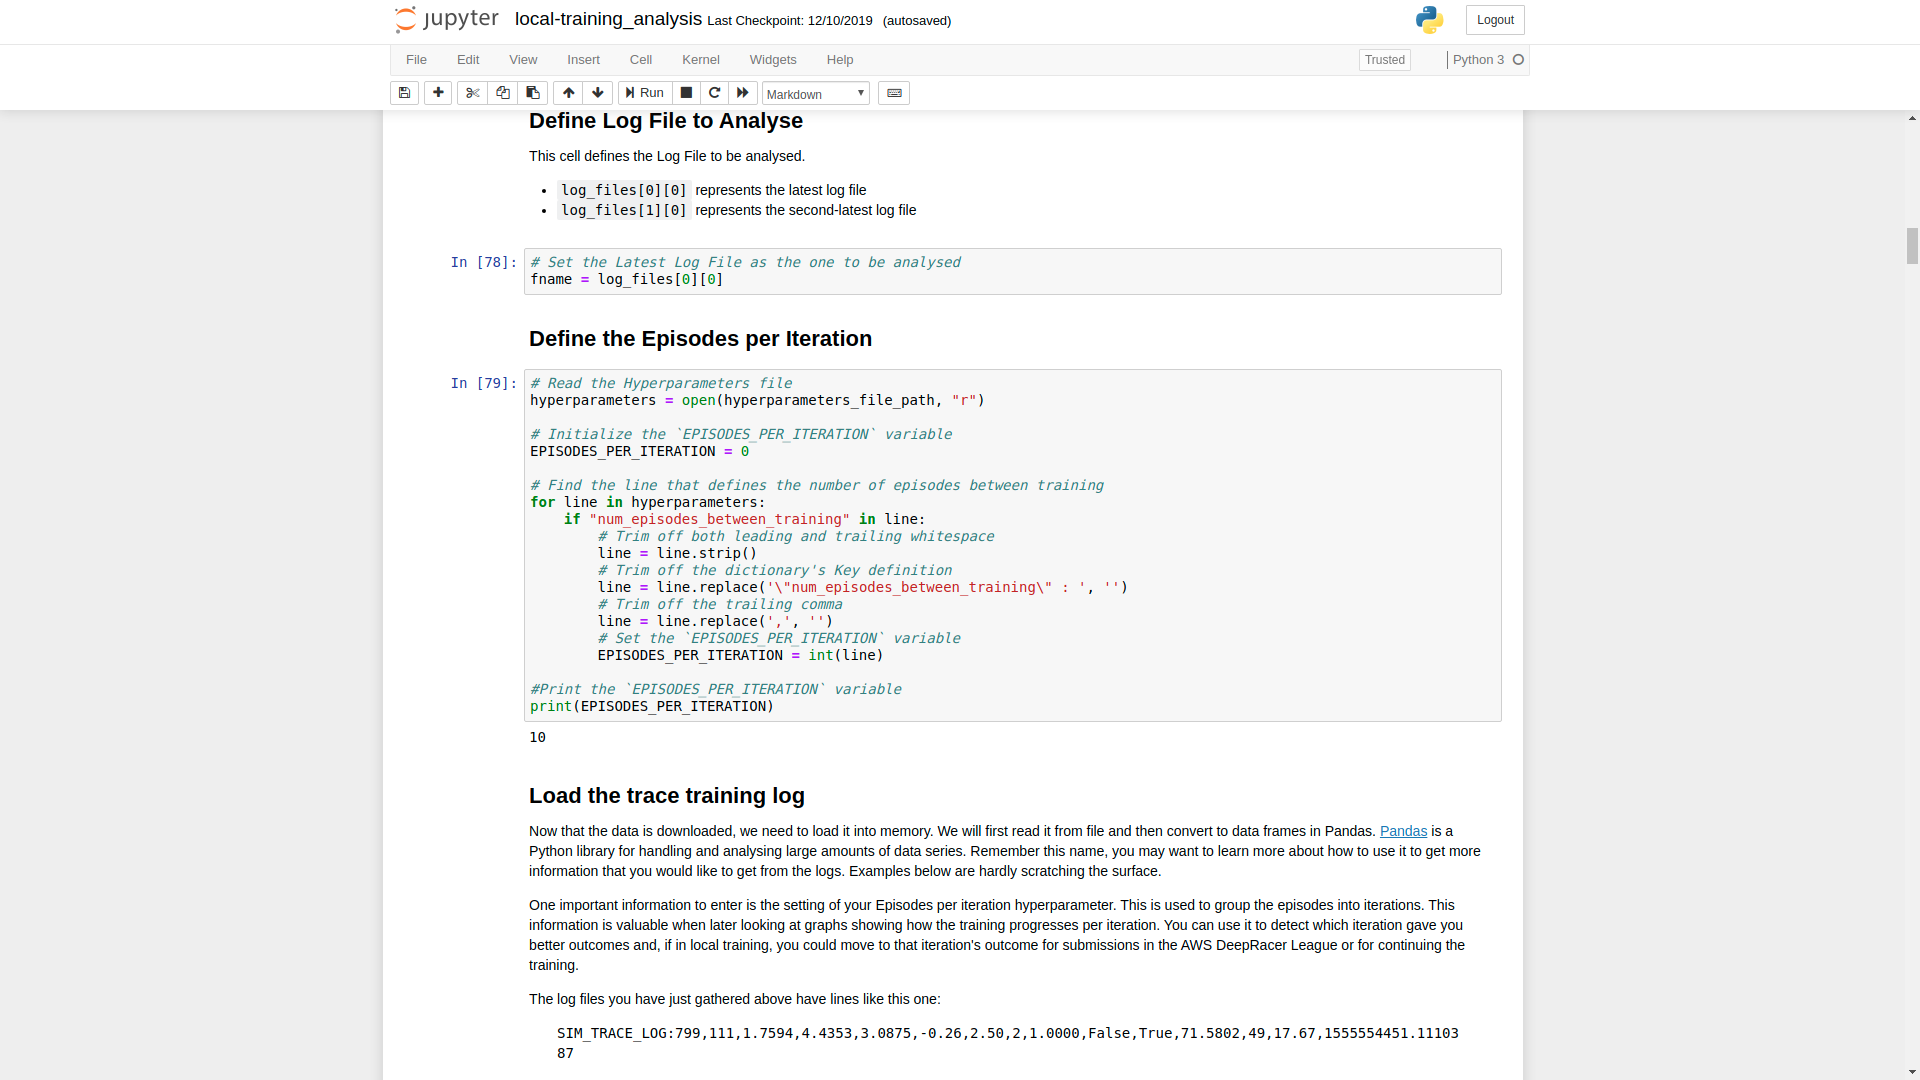 jupyter local-training_analysis Last Checkpoint: 12/10/2019 (autosaved) Logout
File Edit View Insert Cell Kernel Widgets Help Trusted Python 3
Run Markdown
Define Log File to Analyse
This cell defines the Log File to be analysed.
• log_files[0][0] represents the latest log file
• log_files[1][0] represents the second-latest log file
In [78]: # Set the Latest Log File as the one to be analysed
fname = log_files[0][0]
Define the Episodes per Iteration
In [79]: # Read the Hyperparameters file
hyperparameters = open(hyperparameters_file_path, "r")
# Initialize the `EPISODES_PER_ITERATION` variable
EPISODES_PER_ITERATION = 0
# Find the line that defines the number of episodes between training
for line in hyperparameters:
    if "num_episodes_between_training" in line:
        # Trim off both leading and trailing whitespace
        line = line.strip()
        # Trim off the dictionary's Key definition
        line = line.replace('\"num_episodes_between_training\" : ', '')
        # Trim off the trailing comma
        line = line.replace(',', '')
        # Set the `EPISODES_PER_ITERATION` variable
        EPISODES_PER_ITERATION = int(line)
#Print the `EPISODES_PER_ITERATION` variable
print(EPISODES_PER_ITERATION)
10
Load the trace training log
Now that the data is downloaded, we need to load it into memory. We will first read it from file and then convert to data frames in Pandas. Pandas is a
Python library for handling and analysing large amounts of data series. Remember this name, you may want to learn more about how to use it to get more
information that you would like to get from the logs. Examples below are hardly scratching the surface.
One important information to enter is the setting of your Episodes per iteration hyperparameter. This is used to group the episodes into iterations. This
information is valuable when later looking at graphs showing how the training progresses per iteration. You can use it to detect which iteration gave you
better outcomes and, if in local training, you could move to that iteration's outcome for submissions in the AWS DeepRacer League or for continuing the
training.
The log files you have just gathered above have lines like this one:
SIM_TRACE_LOG:799,111,1.7594,4.4353,3.0875,-0.26,2.50,2,1.0000,False,True,71.5802,49,17.67,1555554451.11103
87